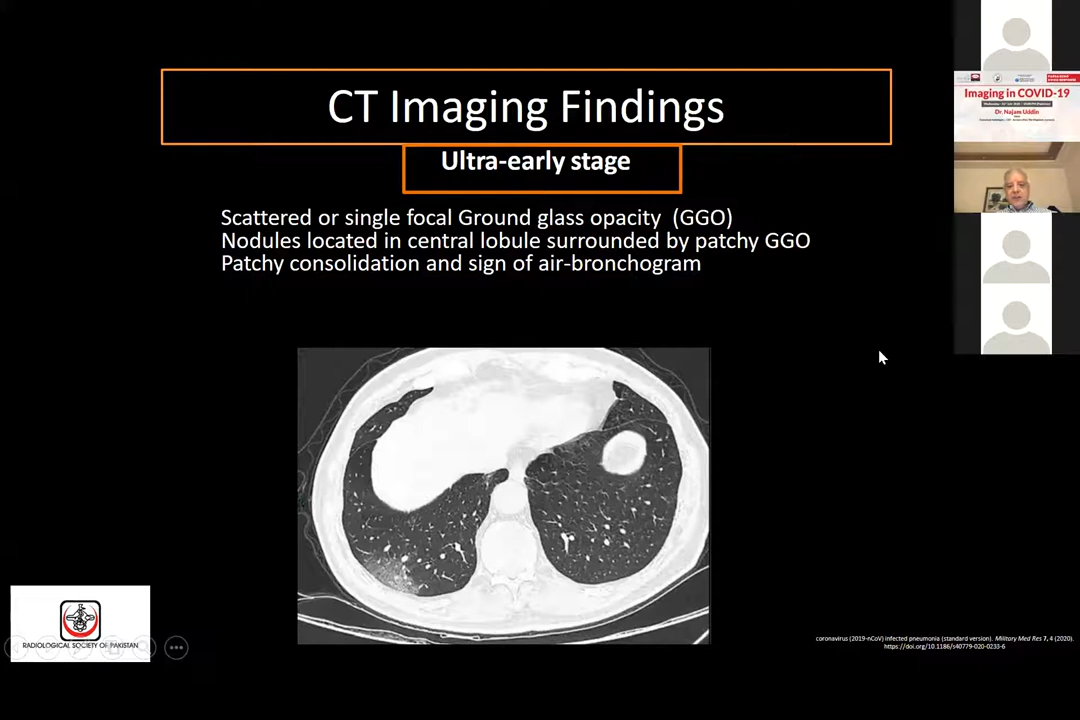 CT Imaging Findings
Ultra-early stage
Scattered or single focal Ground glass opacity (GGO)
Nodules located in central lobule surrounded by patchy GGO
Patchy consolidation and sign of air-bronchogram
Imaging in COVID-19
Dr. Najam Uddin
RADIOLOGICAL SOCIETY OF PAKISTAN
coronavirus (2019-nCoV) infected pneumonia (standard version). Military Med Res 7, 4 (2020).
https://doi.org/10.1186/s40779-020-0233-6